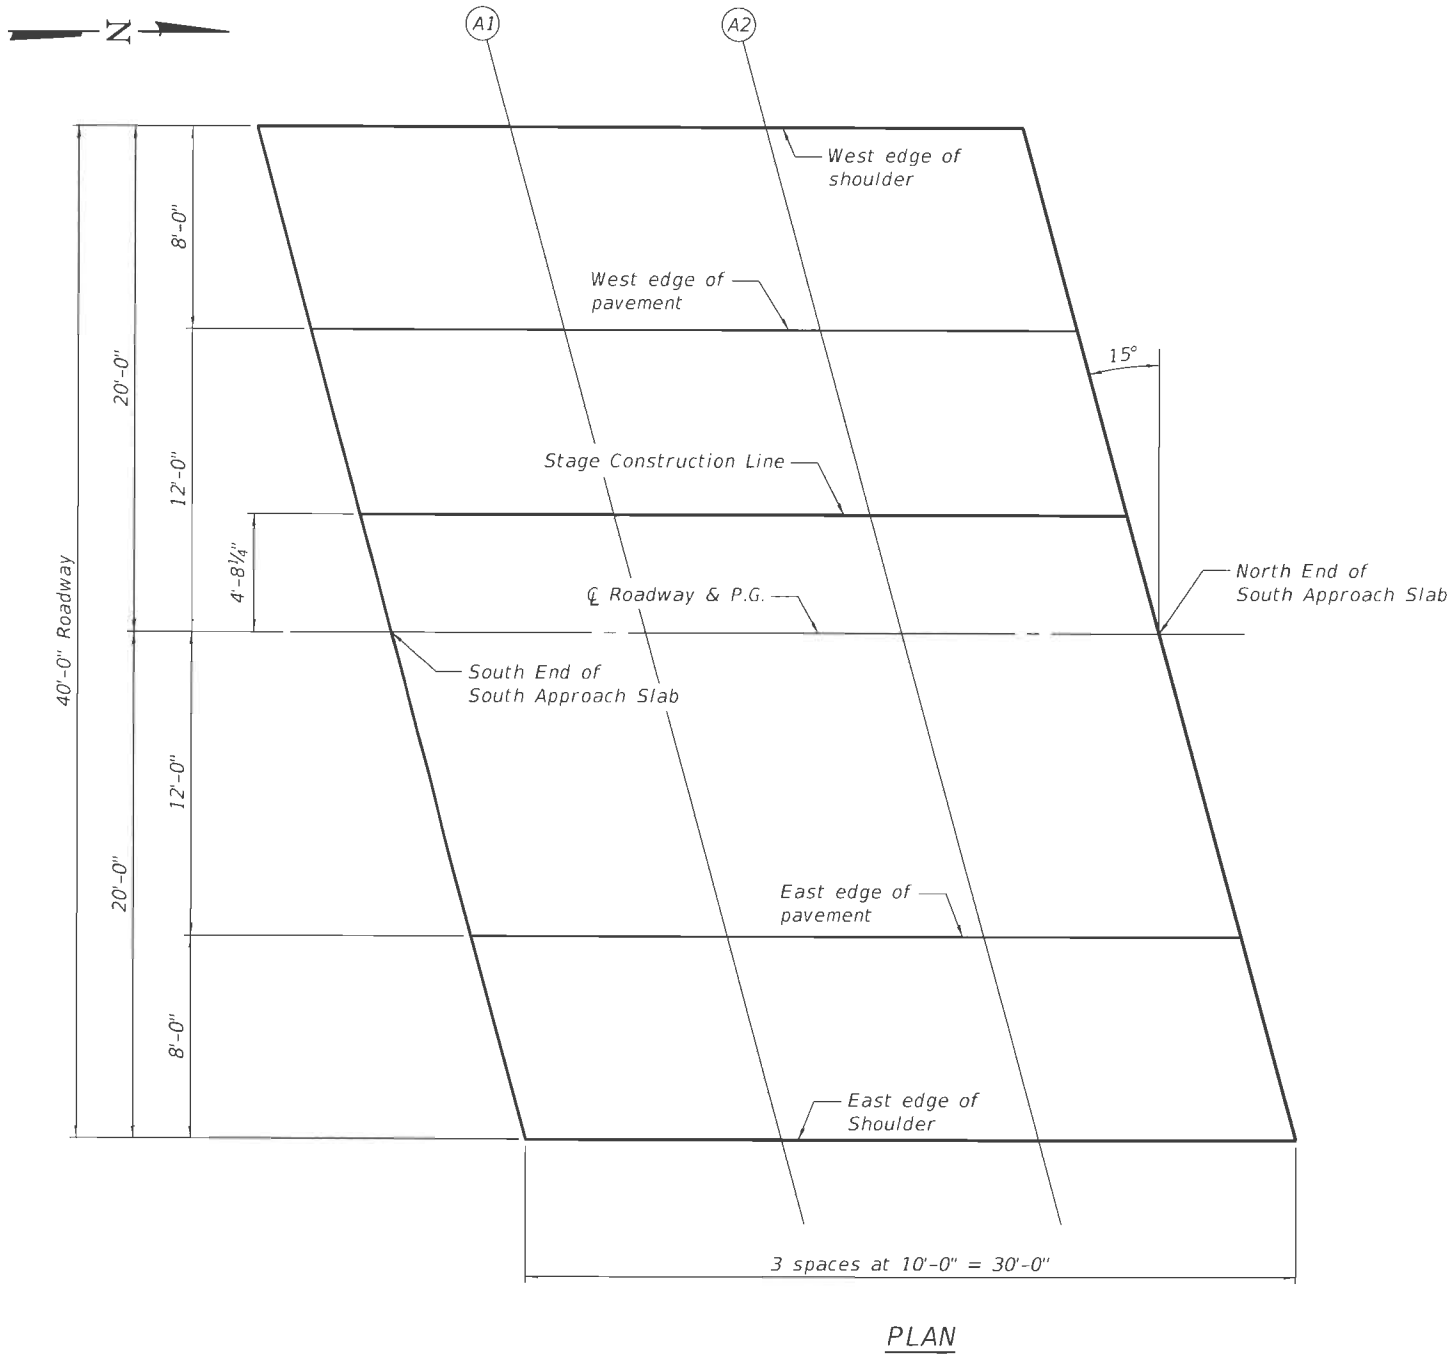 N
A1
A2
West edge of
shoulder
8'-0"
West edge of
pavement
15°
20'-0"
12'-0"
Stage Construction Line
4'-8¼"
℄ Roadway & P.G.
North End of
South Approach Slab
40'-0" Roadway
South End of
South Approach Slab
12'-0"
20'-0"
East edge of
pavement
8'-0"
East edge of
Shoulder
3 spaces at 10'-0" = 30'-0"
PLAN